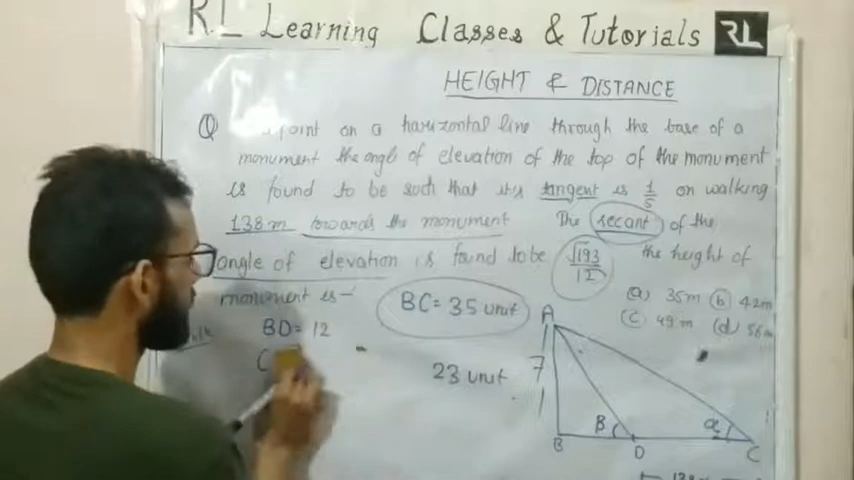 RL Learning Classes & Tutorials RL
HEIGHT & DISTANCE
Q point on a horizontal line through the base of a
monument the angle of elevation of the top of the monument
is found to be such that it's tangent is 1/5 on walking
138 m towards the monument The secant of the
angle of elevation is found to be √193/12 the height of
monument is-
(a) 35m (b) 42m
(c) 49 m (d) 56m
BC = 35 unit
BD = 12
C
23 unit
A
7
B β D α C